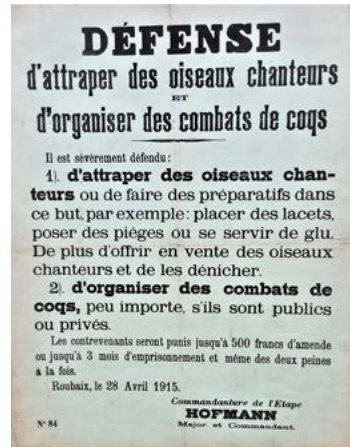 DÉFENSE
d'attraper des oiseaux chanteurs
ET
d'organiser des combats de coqs
Il est sévèrement défendu:
1). d'attraper des oiseaux chan-
teurs ou de faire des préparatifs dans
ce but, par exemple: placer des lacets,
poser des pièges ou se servir de glu.
De plus d'offrir en vente des oiseaux
chanteurs et de les dénicher.
2). d'organiser des combats de
coqs, peu importe, s'ils sont publics
ou privés.
Les contrevenants seront punis jusqu'à 500 francs d'amende
ou jusqu'à 3 mois d'emprisonnement et même des deux peines
à la fois.
Roubaix, le 28 Avril 1915.
Commandanture de l'Etape
HOFMANN
Major et Commandant.
N° 84